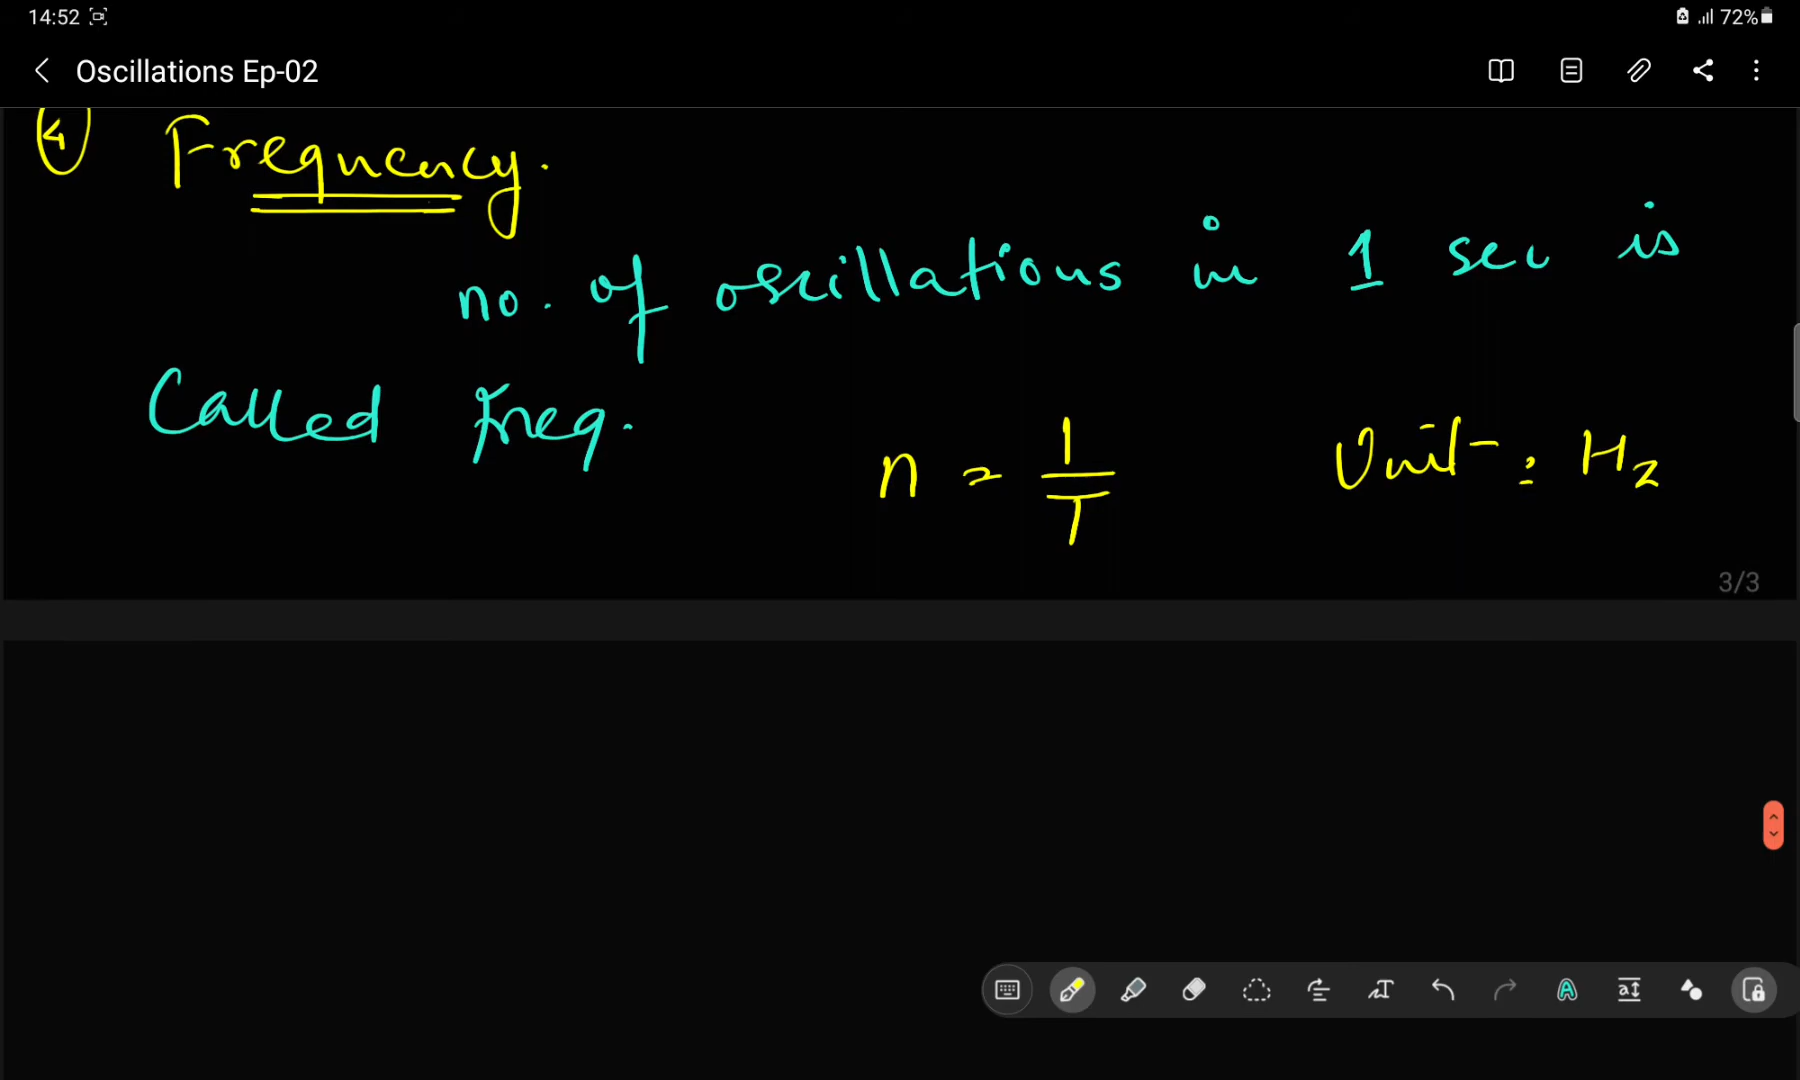 14:52 72%
Oscillations Ep-02
4 Frequency.
no. of oscillations in 1 sec is
Called freq.
n = 1/T Unit : Hz
3/3